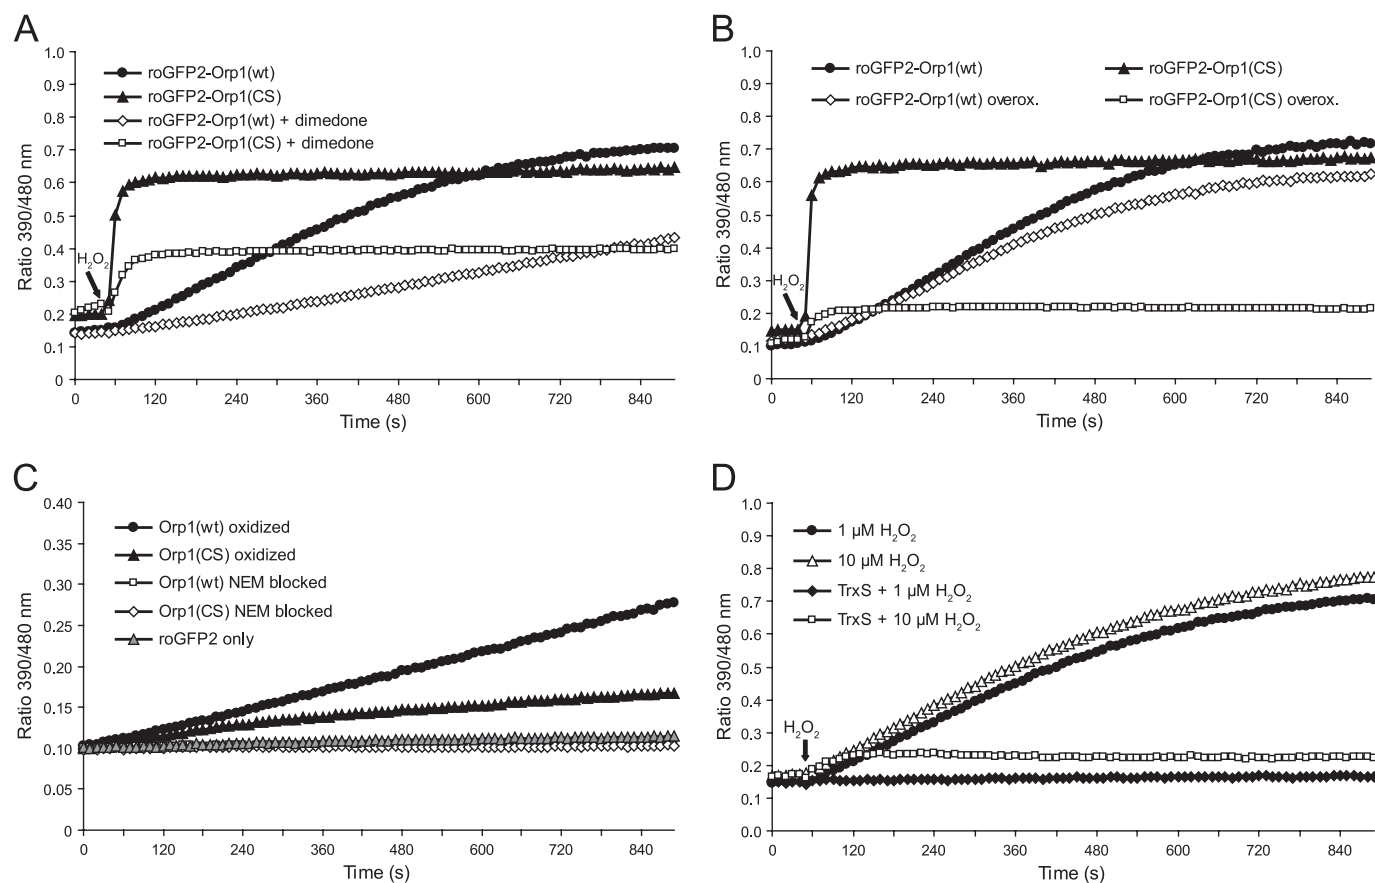 A
roGFP2-Orp1(wt)
roGFP2-Orp1(CS)
roGFP2-Orp1(wt) + dimedone
roGFP2-Orp1(CS) + dimedone
H₂O₂
Ratio 390/480 nm
1.0
0.9
0.8
0.7
0.6
0.5
0.4
0.3
0.2
0.1
0
0 120 240 360 480 600 720 840
Time (s)
B
roGFP2-Orp1(wt) roGFP2-Orp1(CS)
roGFP2-Orp1(wt) overox. roGFP2-Orp1(CS) overox.
H₂O₂
Ratio 390/480 nm
1.0
0.9
0.8
0.7
0.6
0.5
0.4
0.3
0.2
0.1
0
0 120 240 360 480 600 720 840
Time (s)
C
Orp1(wt) oxidized
Orp1(CS) oxidized
Orp1(wt) NEM blocked
Orp1(CS) NEM blocked
roGFP2 only
Ratio 390/480 nm
0.40
0.35
0.30
0.25
0.20
0.15
0.10
0.05
0
0 120 240 360 480 600 720 840
Time (s)
D
1 µM H₂O₂
10 µM H₂O₂
TrxS + 1 µM H₂O₂
TrxS + 10 µM H₂O₂
H₂O₂
Ratio 390/480 nm
1.0
0.9
0.8
0.7
0.6
0.5
0.4
0.3
0.2
0.1
0.0
0 120 240 360 480 600 720 840
Time (s)